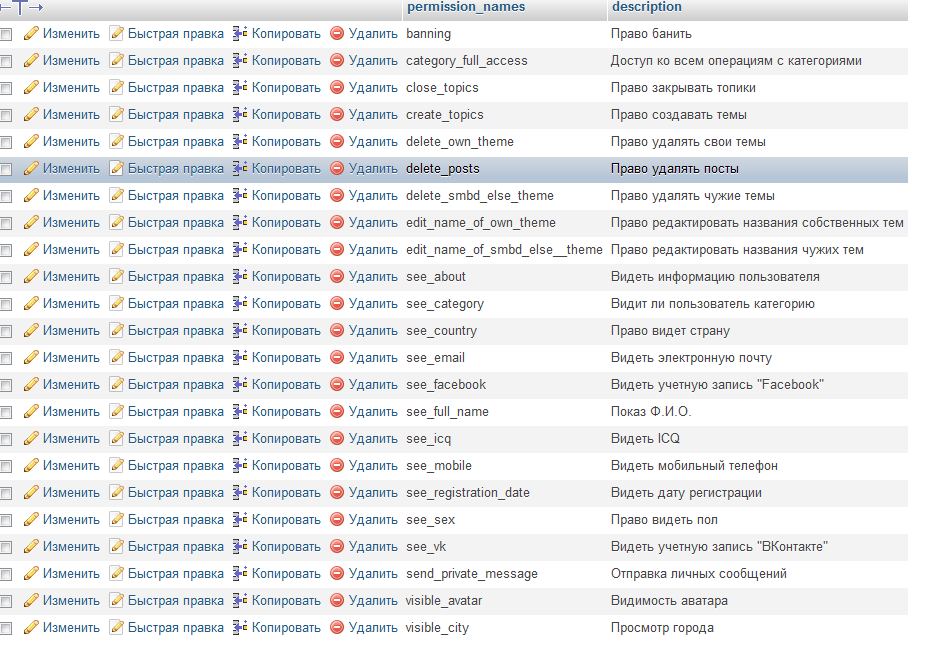 permission_names description
Изменить Быстрая правка Копировать Удалить banning Право банить
Изменить Быстрая правка Копировать Удалить category_full_access Доступ ко всем операциям с категориями
Изменить Быстрая правка Копировать Удалить close_topics Право закрывать топики
Изменить Быстрая правка Копировать Удалить create_topics Право создавать темы
Изменить Быстрая правка Копировать Удалить delete_own_theme Право удалять свои темы
Изменить Быстрая правка Копировать Удалить delete_posts Право удалять посты
Изменить Быстрая правка Копировать Удалить delete_smbd_else_theme Право удалять чужие темы
Изменить Быстрая правка Копировать Удалить edit_name_of_own_theme Право редактировать названия собственных тем
Изменить Быстрая правка Копировать Удалить edit_name_of_smbd_else__theme Право редактировать названия чужих тем
Изменить Быстрая правка Копировать Удалить see_about Видеть информацию пользователя
Изменить Быстрая правка Копировать Удалить see_category Видит ли пользователь категорию
Изменить Быстрая правка Копировать Удалить see_country Право видет страну
Изменить Быстрая правка Копировать Удалить see_email Видеть электронную почту
Изменить Быстрая правка Копировать Удалить see_facebook Видеть учетную запись "Facebook"
Изменить Быстрая правка Копировать Удалить see_full_name Показ Ф.И.О.
Изменить Быстрая правка Копировать Удалить see_icq Видеть ICQ
Изменить Быстрая правка Копировать Удалить see_mobile Видеть мобильный телефон
Изменить Быстрая правка Копировать Удалить see_registration_date Видеть дату регистрации
Изменить Быстрая правка Копировать Удалить see_sex Право видеть пол
Изменить Быстрая правка Копировать Удалить see_vk Видеть учетную запись "ВКонтакте"
Изменить Быстрая правка Копировать Удалить send_private_message Отправка личных сообщений
Изменить Быстрая правка Копировать Удалить visible_avatar Видимость аватара
Изменить Быстрая правка Копировать Удалить visible_city Просмотр города